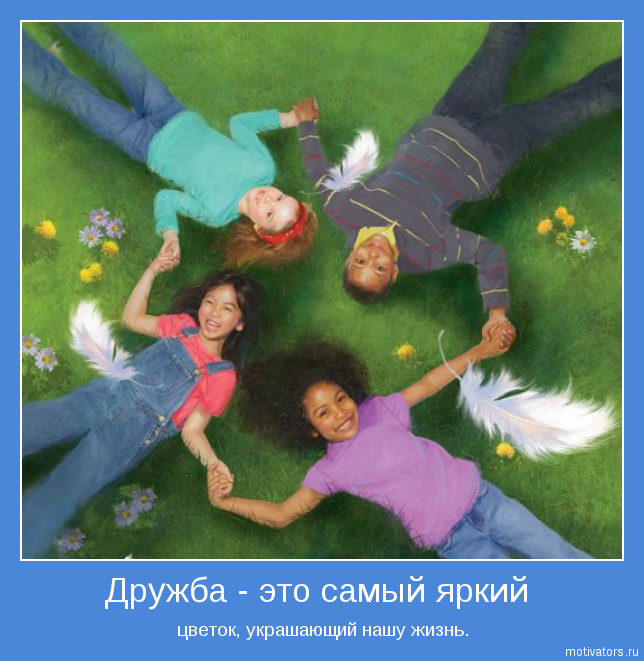 Дружба - это самый яркий
цветок, украшающий нашу жизнь.
motivators.ru